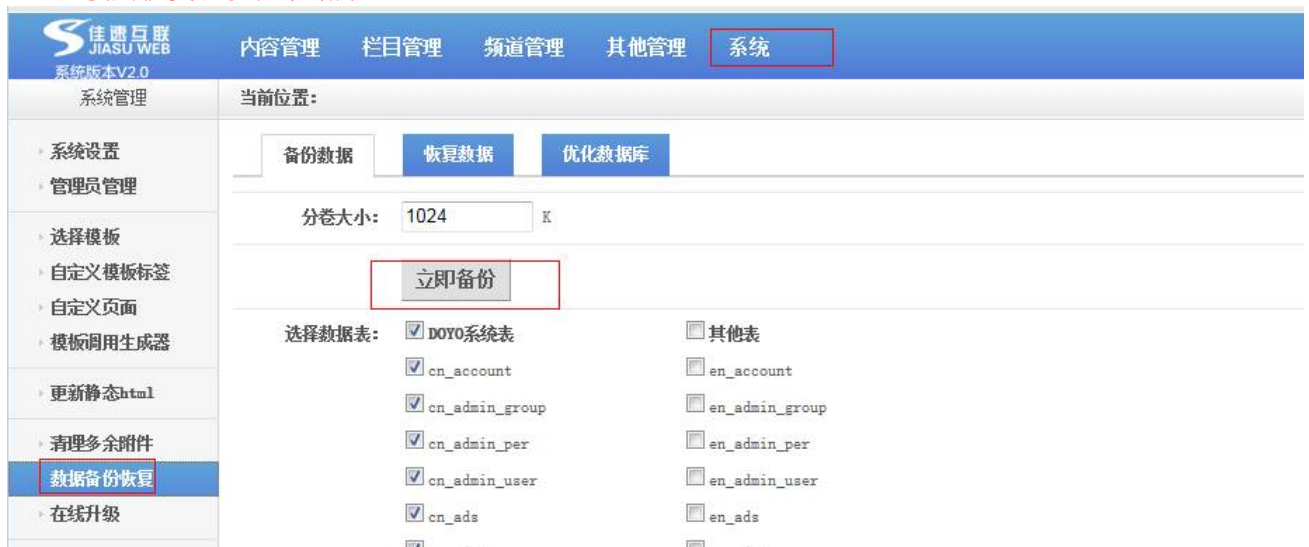 佳速互联
JIASU WEB
系统版本V2.0
内容管理 栏目管理 频道管理 其他管理 系统
系统管理 当前位置：
系统设置
管理员管理
选择模板
自定义模板标签
自定义页面
模板调用生成器
更新静态html
清理多余附件
数据备份恢复
在线升级
备份数据 恢复数据 优化数据库
分卷大小： 1024 K
立即备份
选择数据表： DOYO系统表 其他表
cn_account en_account
cn_admin_group en_admin_group
cn_admin_per en_admin_per
cn_admin_user en_admin_user
cn_ads en_ads